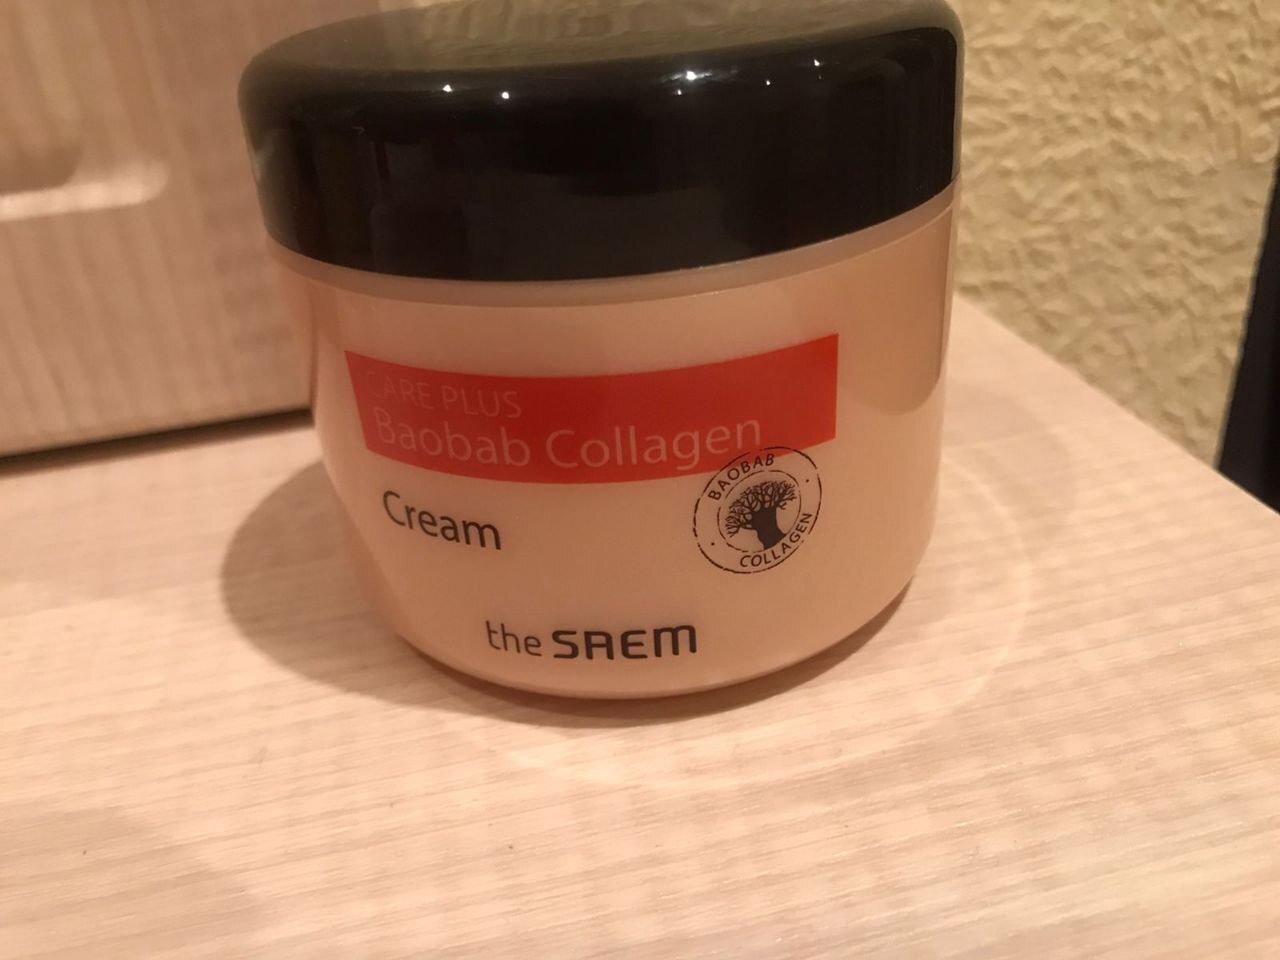 CARE PLUS
Baobab Collagen
Cream
BAOBAB
COLLAGEN
the SAEM